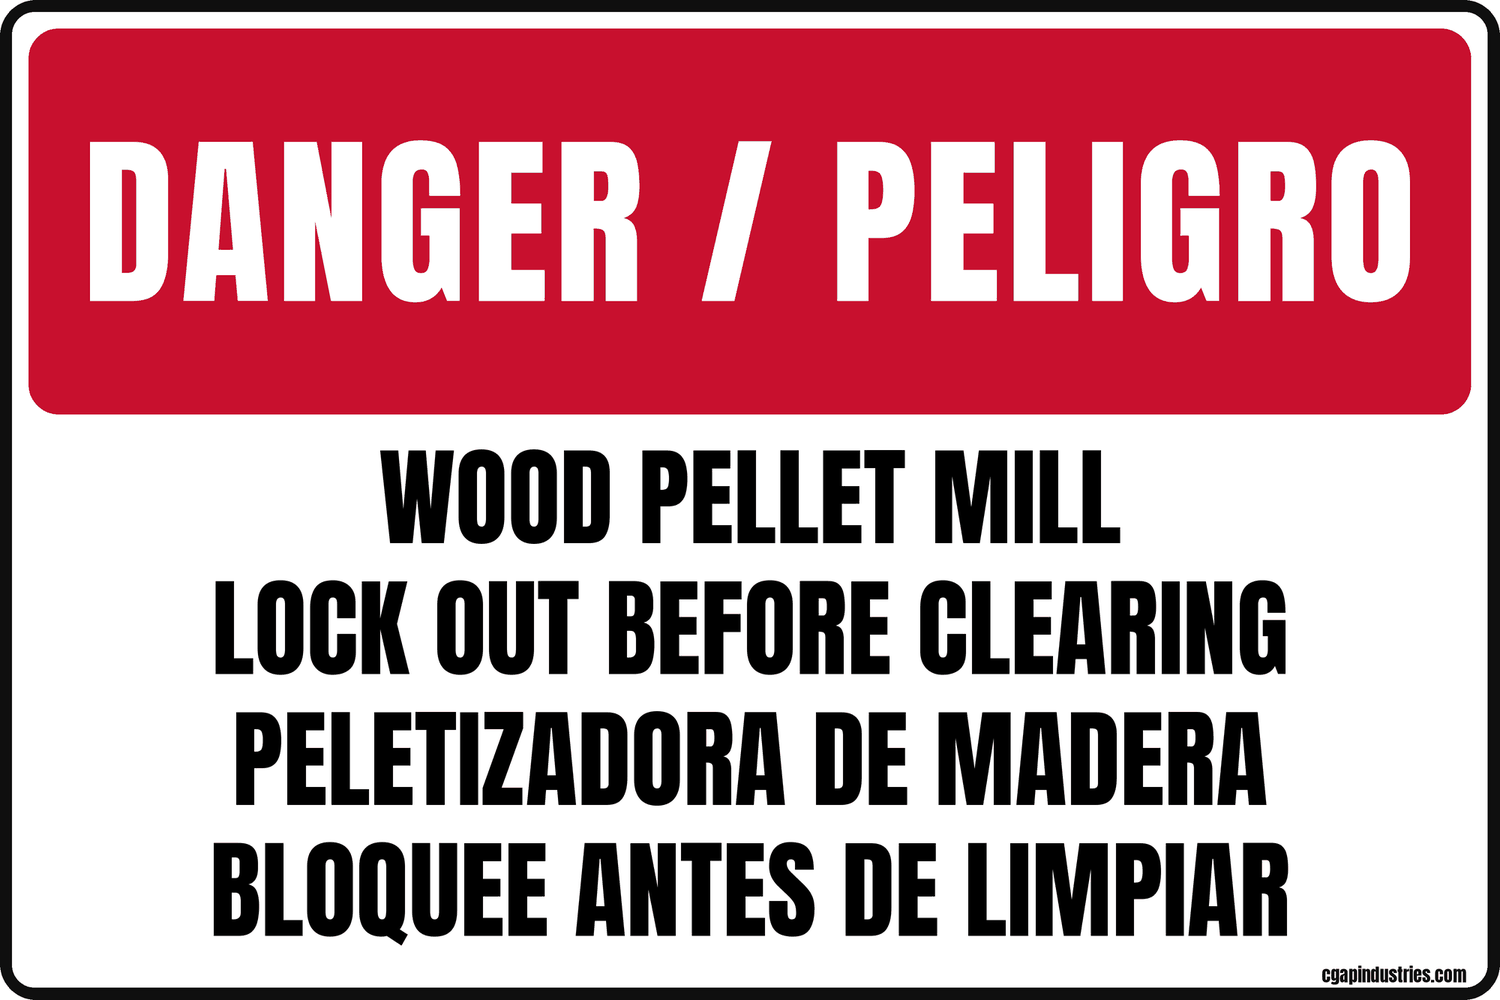 DANGER / PELIGRO
WOOD PELLET MILL
LOCK OUT BEFORE CLEARING
PELETIZADORA DE MADERA
BLOQUEE ANTES DE LIMPIAR
cgapindustries.com